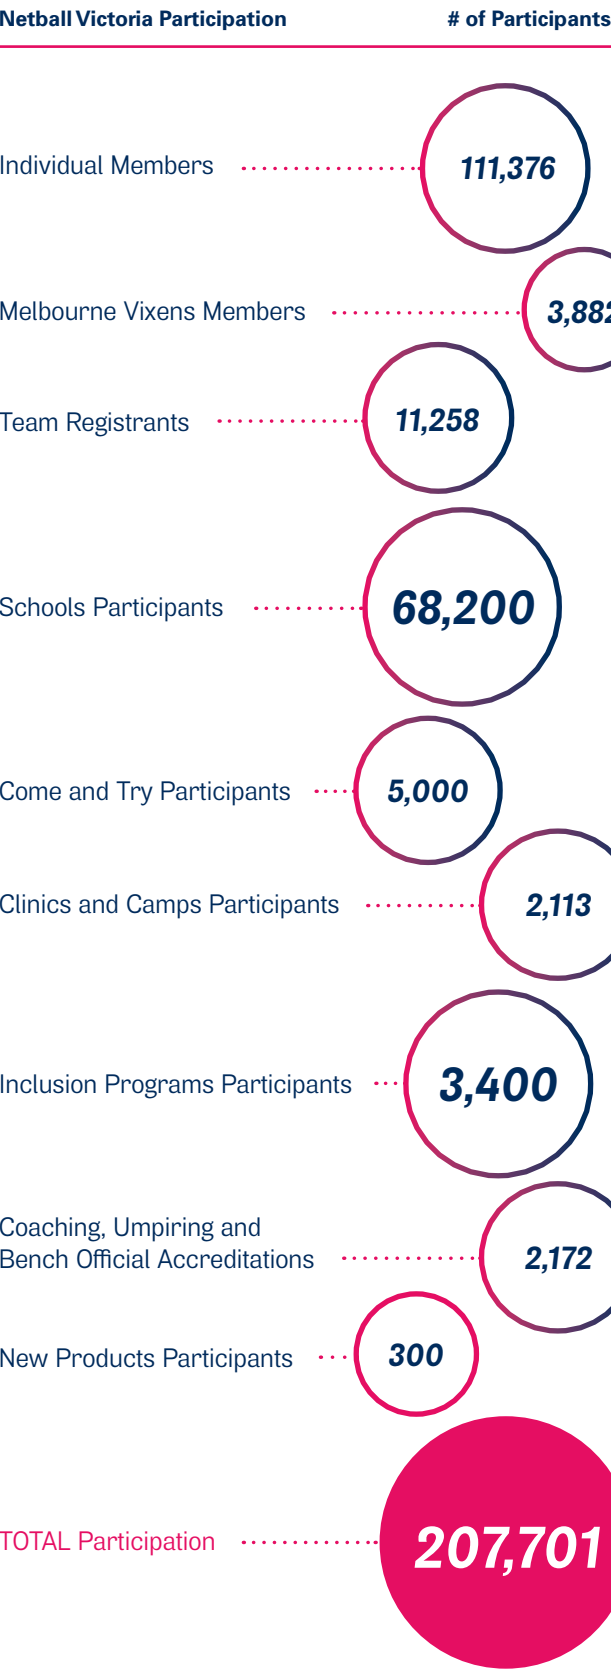 Netball Victoria Participation # of Participants
Individual Members 111,376
Melbourne Vixens Members 3,882
Team Registrants 11,258
Schools Participants 68,200
Come and Try Participants 5,000
Clinics and Camps Participants 2,113
Inclusion Programs Participants 3,400
Coaching, Umpiring and
Bench Official Accreditations 2,172
New Products Participants 300
TOTAL Participation 207,701